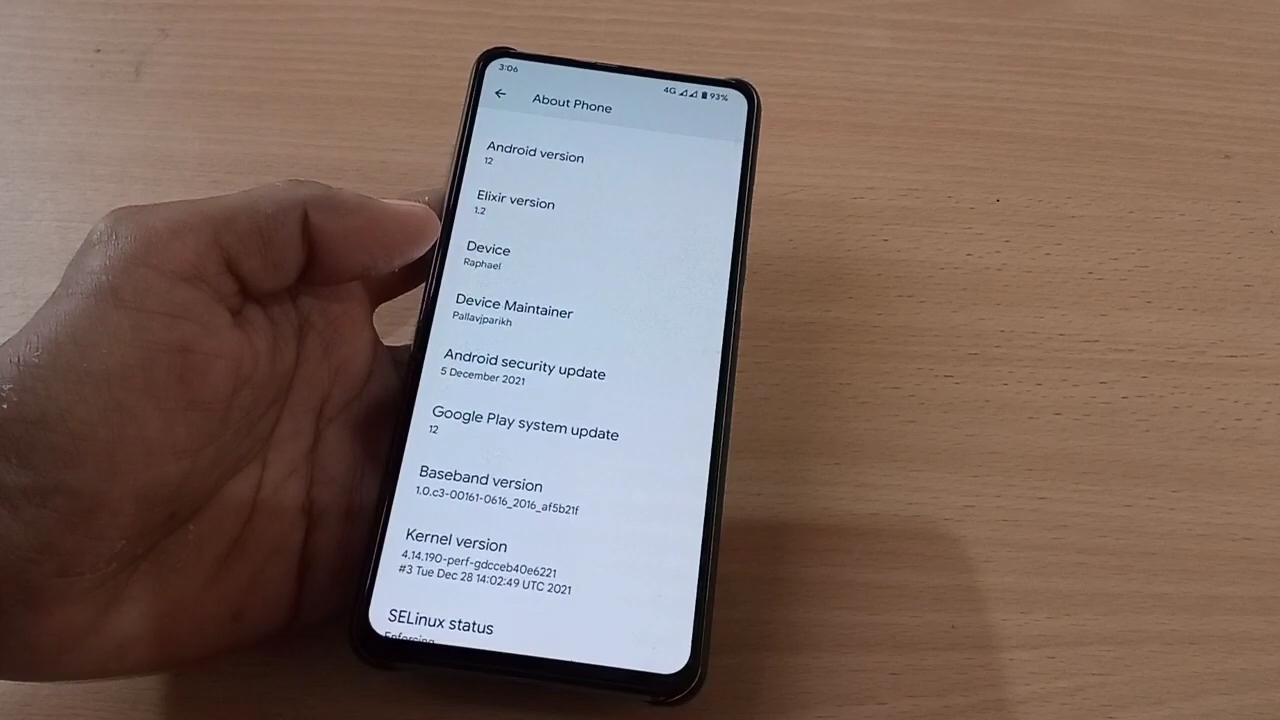 3:06
4G 93%
About Phone
Android version
12
Elixir version
1.2
Device
Raphael
Device Maintainer
Pallavjparikh
Android security update
5 December 2021
Google Play system update
12
Baseband version
1.0.c3-00161-0616_2016_af5b21f
Kernel version
4.14.190-perf-gdcceb40e6221
#3 Tue Dec 28 14:02:49 UTC 2021
SELinux status
Enforcing